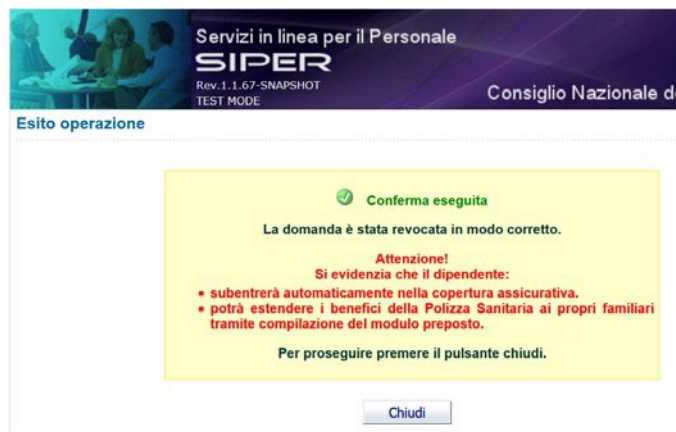 Servizi in linea per il Personale
SIPER
Rev.1.1.67-SNAPSHOT
TEST MODE
Consiglio Nazionale d
Esito operazione
Conferma eseguita
La domanda è stata revocata in modo corretto.
Attenzione!
Si evidenzia che il dipendente:
subentrerà automaticamente nella copertura assicurativa.
potrà estendere i benefici della Polizza Sanitaria ai propri familiari
tramite compilazione del modulo preposto.
Per proseguire premere il pulsante chiudi.
Chiudi